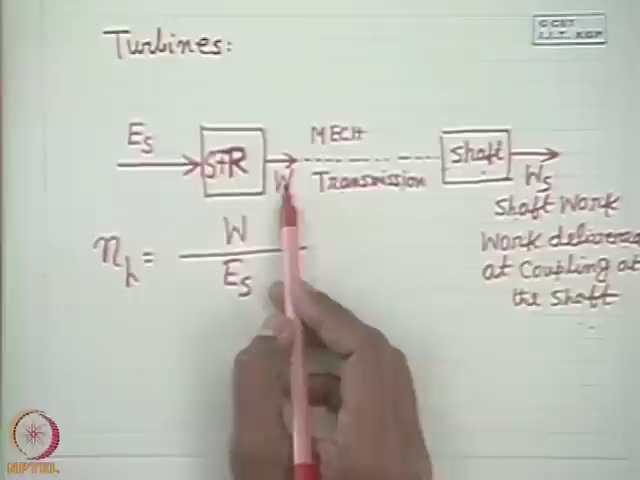 Turbines:
© CET
I.I.T. KGP
Es
S+R
W
MECH
Transmission
Shaft
Ws
Shaft Work
Work delivered
at Coupling at
the Shaft
ηh = W / Es
NPTEL